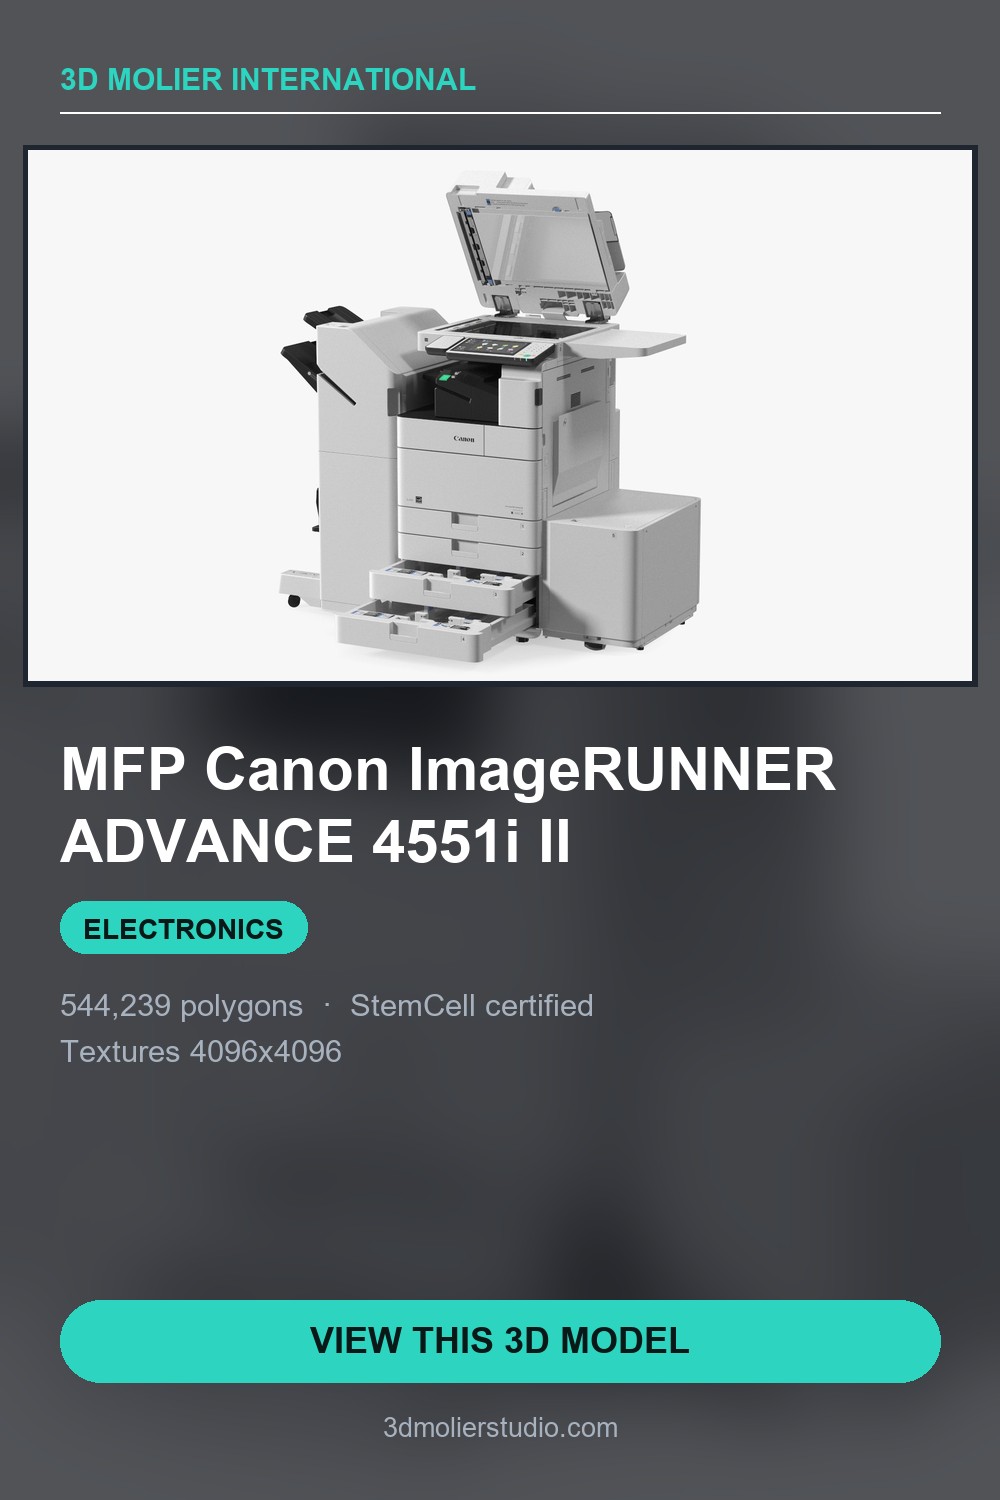 3D MOLIER INTERNATIONAL
Canon
MFP Canon ImageRUNNER
ADVANCE 4551i II
ELECTRONICS
544,239 polygons · StemCell certified
Textures 4096x4096
VIEW THIS 3D MODEL
3dmolierstudio.com